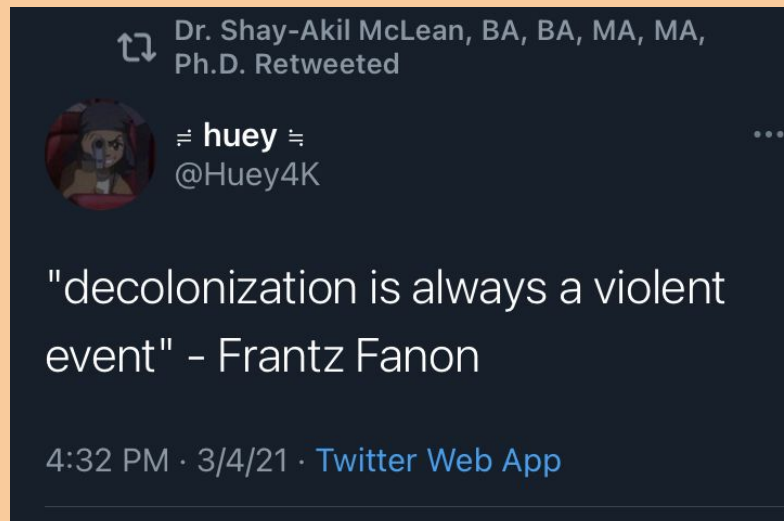 Dr. Shay-Akil McLean, BA, BA, MA, MA,
Ph.D. Retweeted
≓ huey ≒
@Huey4K
"decolonization is always a violent
event" - Frantz Fanon
4:32 PM · 3/4/21 · Twitter Web App